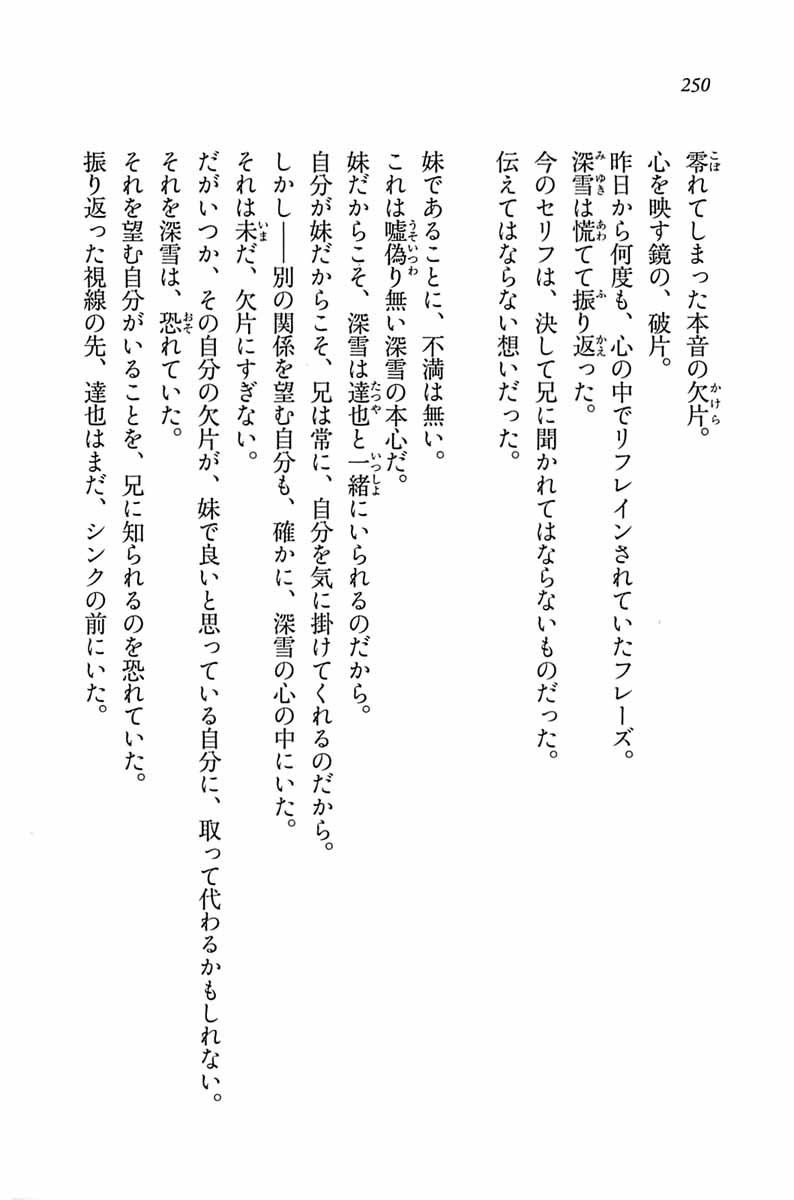 250
零れてしまった本音の欠片。
心を映す鏡の、破片。
昨日から何度も、心の中でリフレインされていたフレーズ。
深雪は慌てて振り返った。
今のセリフは、決して兄に聞かれてはならないものだった。
伝えてはならない想いだった。
妹であることに、不満は無い。
これは嘘偽り無い深雪の本心だ。
妹だからこそ、深雪は達也と一緒にいられるのだから。
自分が妹だからこそ、兄は常に、自分を気に掛けてくれるのだから。
しかし——別の関係を望む自分も、確かに、深雪の心の中にいた。
それは未だ、欠片にすぎない。
だがいつか、その自分の欠片が、妹で良いと思っている自分に、取って代わるかもしれない。
それを深雪は、恐れていた。
それを望む自分がいることを、兄に知られるのを恐れていた。
振り返った視線の先、達也はまだ、シンクの前にいた。